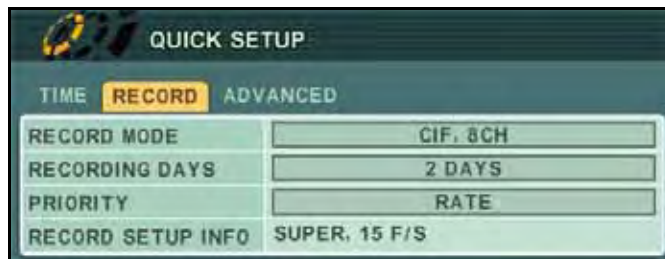 QUICK SETUP
TIME RECORD ADVANCED
RECORD MODE CIF. 8CH
RECORDING DAYS 2 DAYS
PRIORITY RATE
RECORD SETUP INFO SUPER. 15 F/S